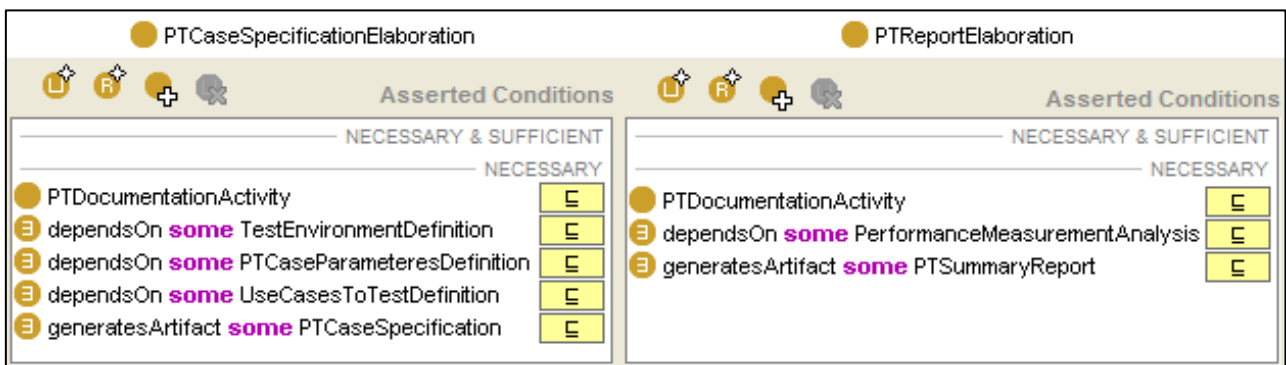 PTCaseSpecificationElaboration
Asserted Conditions
NECESSARY & SUFFICIENT
NECESSARY
PTDocumentationActivity ⊑
∃ dependsOn some TestEnvironmentDefinition ⊑
∃ dependsOn some PTCaseParameteresDefinition ⊑
∃ dependsOn some UseCasesToTestDefinition ⊑
∃ generatesArtifact some PTCaseSpecification ⊑
PTReportElaboration
R Asserted Conditions
NECESSARY & SUFFICIENT
NECESSARY
PTDocumentationActivity ⊑
∃ dependsOn some PerformanceMeasurementAnalysis ⊑
∃ generatesArtifact some PTSummaryReport ⊑